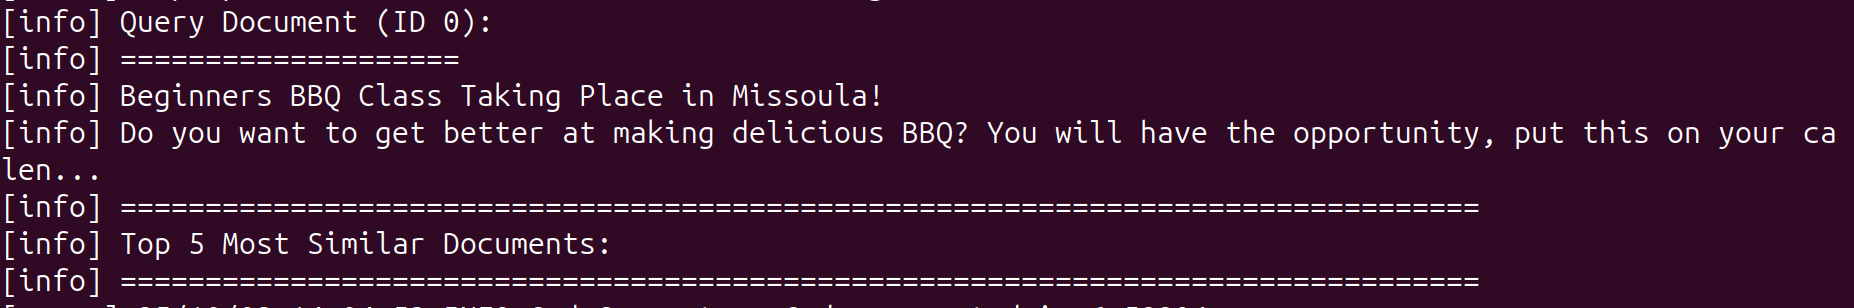 [info] Query Document (ID 0):
[info] ====================
[info] Beginners BBQ Class Taking Place in Missoula!
[info] Do you want to get better at making delicious BBQ? You will have the opportunity, put this on your ca
len...
[info] ================================================================================
[info] Top 5 Most Similar Documents:
[info] ================================================================================